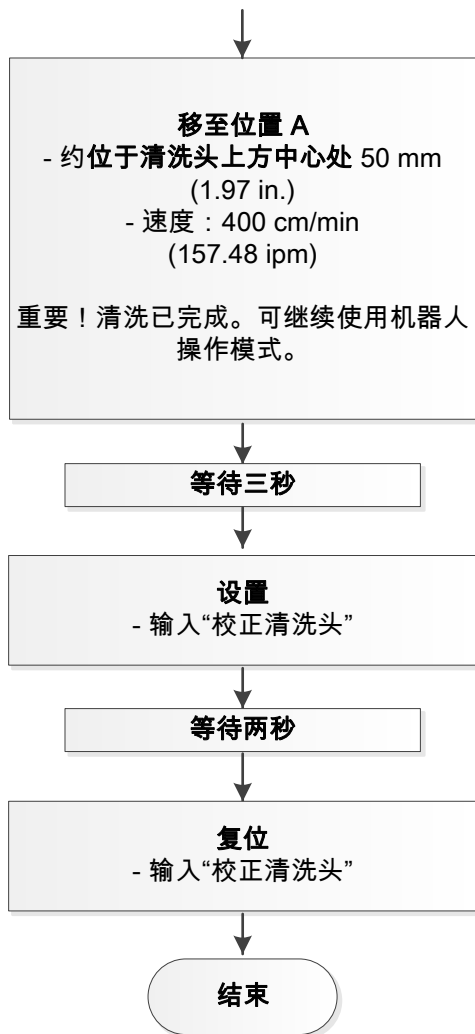 移至位置 A
- 约位于清洗头上方中心处 50 mm
(1.97 in.)
- 速度：400 cm/min
(157.48 ipm)
重要！清洗已完成。可继续使用机器人
操作模式。
等待三秒
设置
- 输入“校正清洗头”
等待两秒
复位
- 输入“校正清洗头”
结束